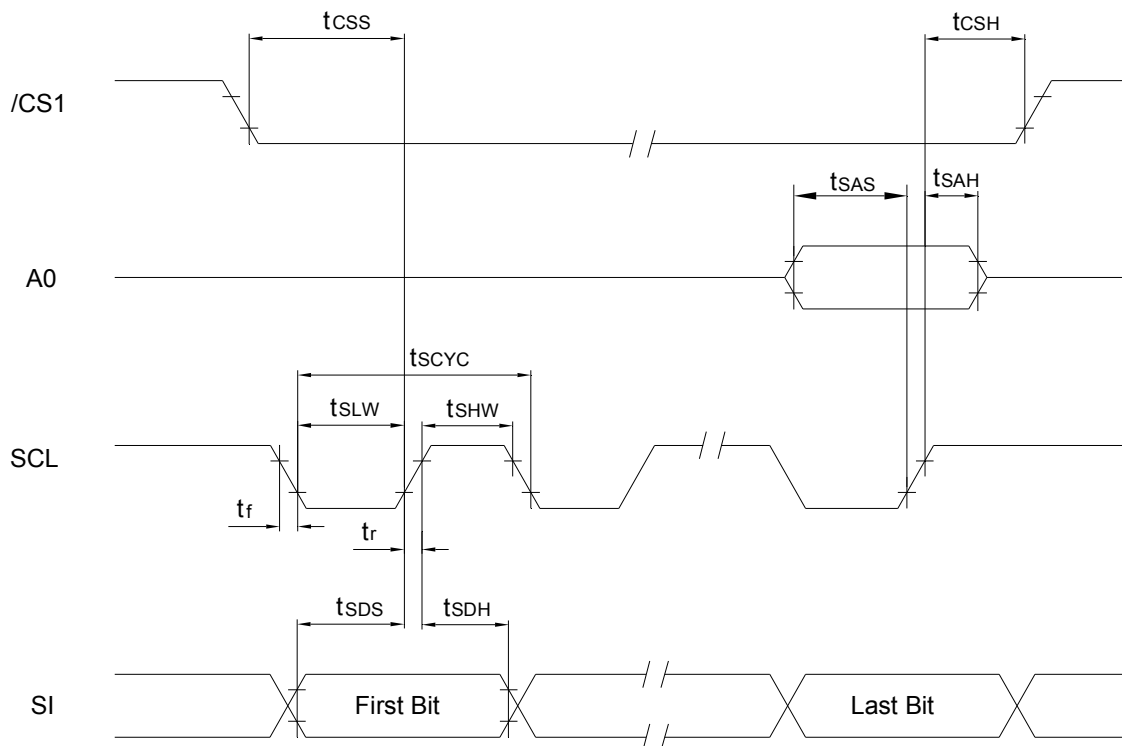 tCSS
tCSH
/CS1
tSAS
tSAH
A0
tSCYC
tSLW
tSHW
SCL
tf
tr
tSDS
tSDH
SI
First Bit
Last Bit